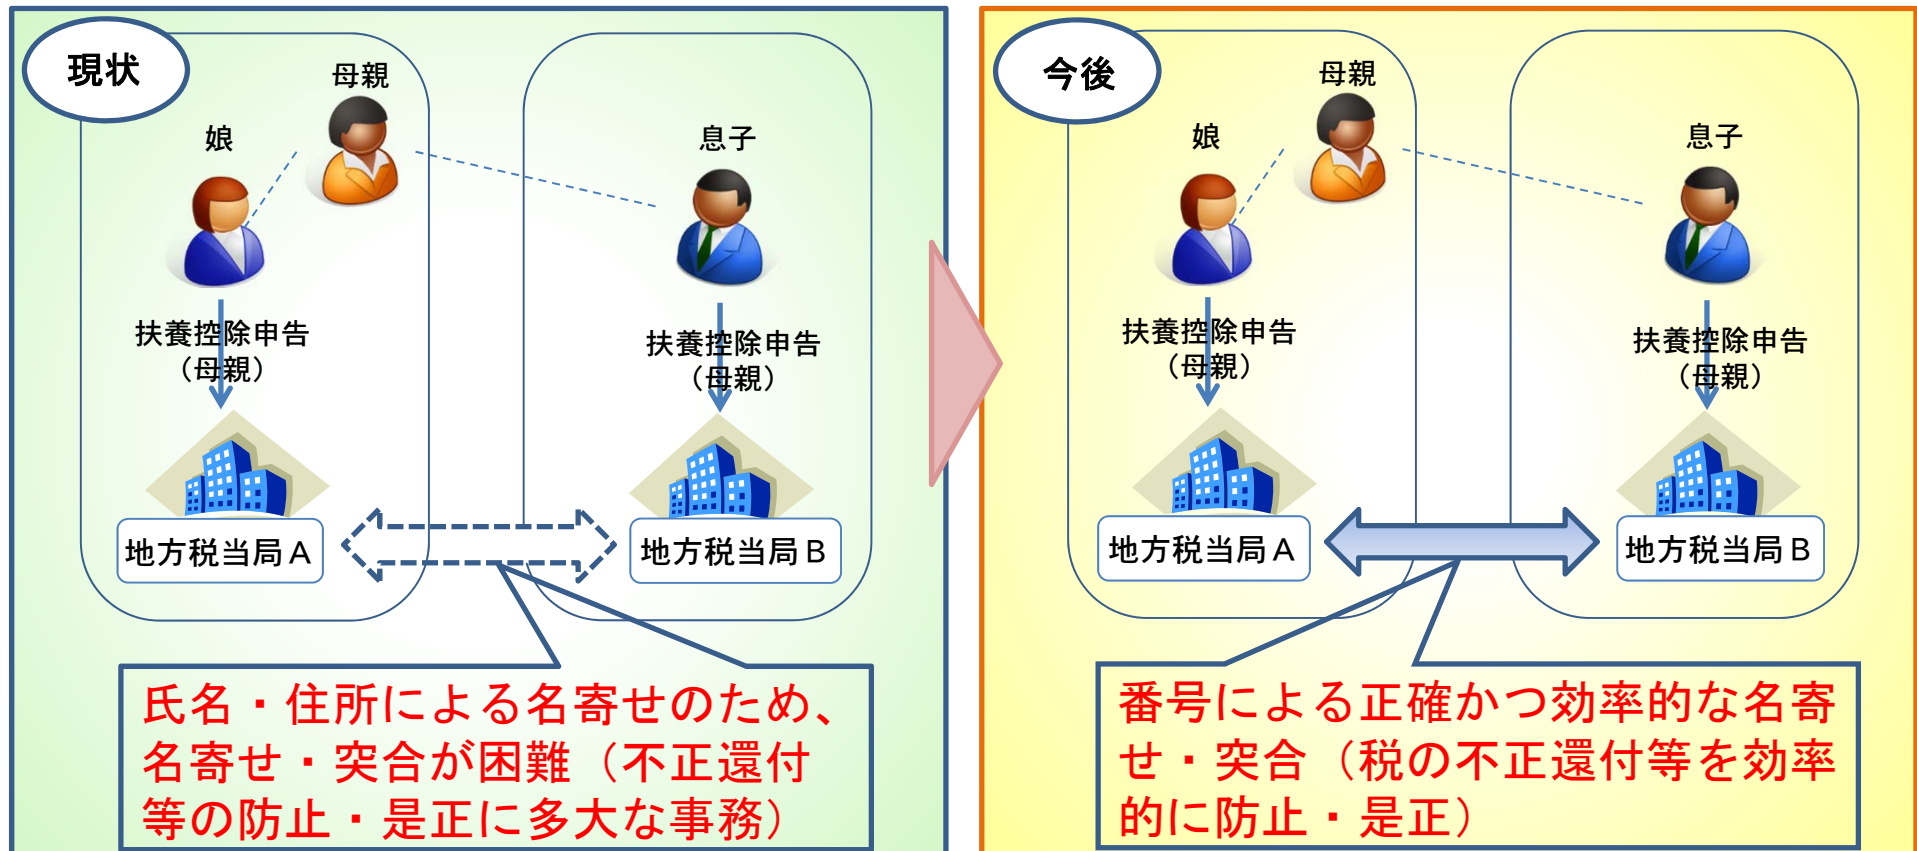 現状
母親
娘
息子
扶養控除申告
（母親）
扶養控除申告
（母親）
地方税当局Ａ
地方税当局Ｂ
氏名・住所による名寄せのため、
名寄せ・突合が困難（不正還付
等の防止・是正に多大な事務）
今後
母親
娘
息子
扶養控除申告
（母親）
扶養控除申告
（母親）
地方税当局Ａ
地方税当局Ｂ
番号による正確かつ効率的な名寄
せ・突合（税の不正還付等を効率
的に防止・是正）